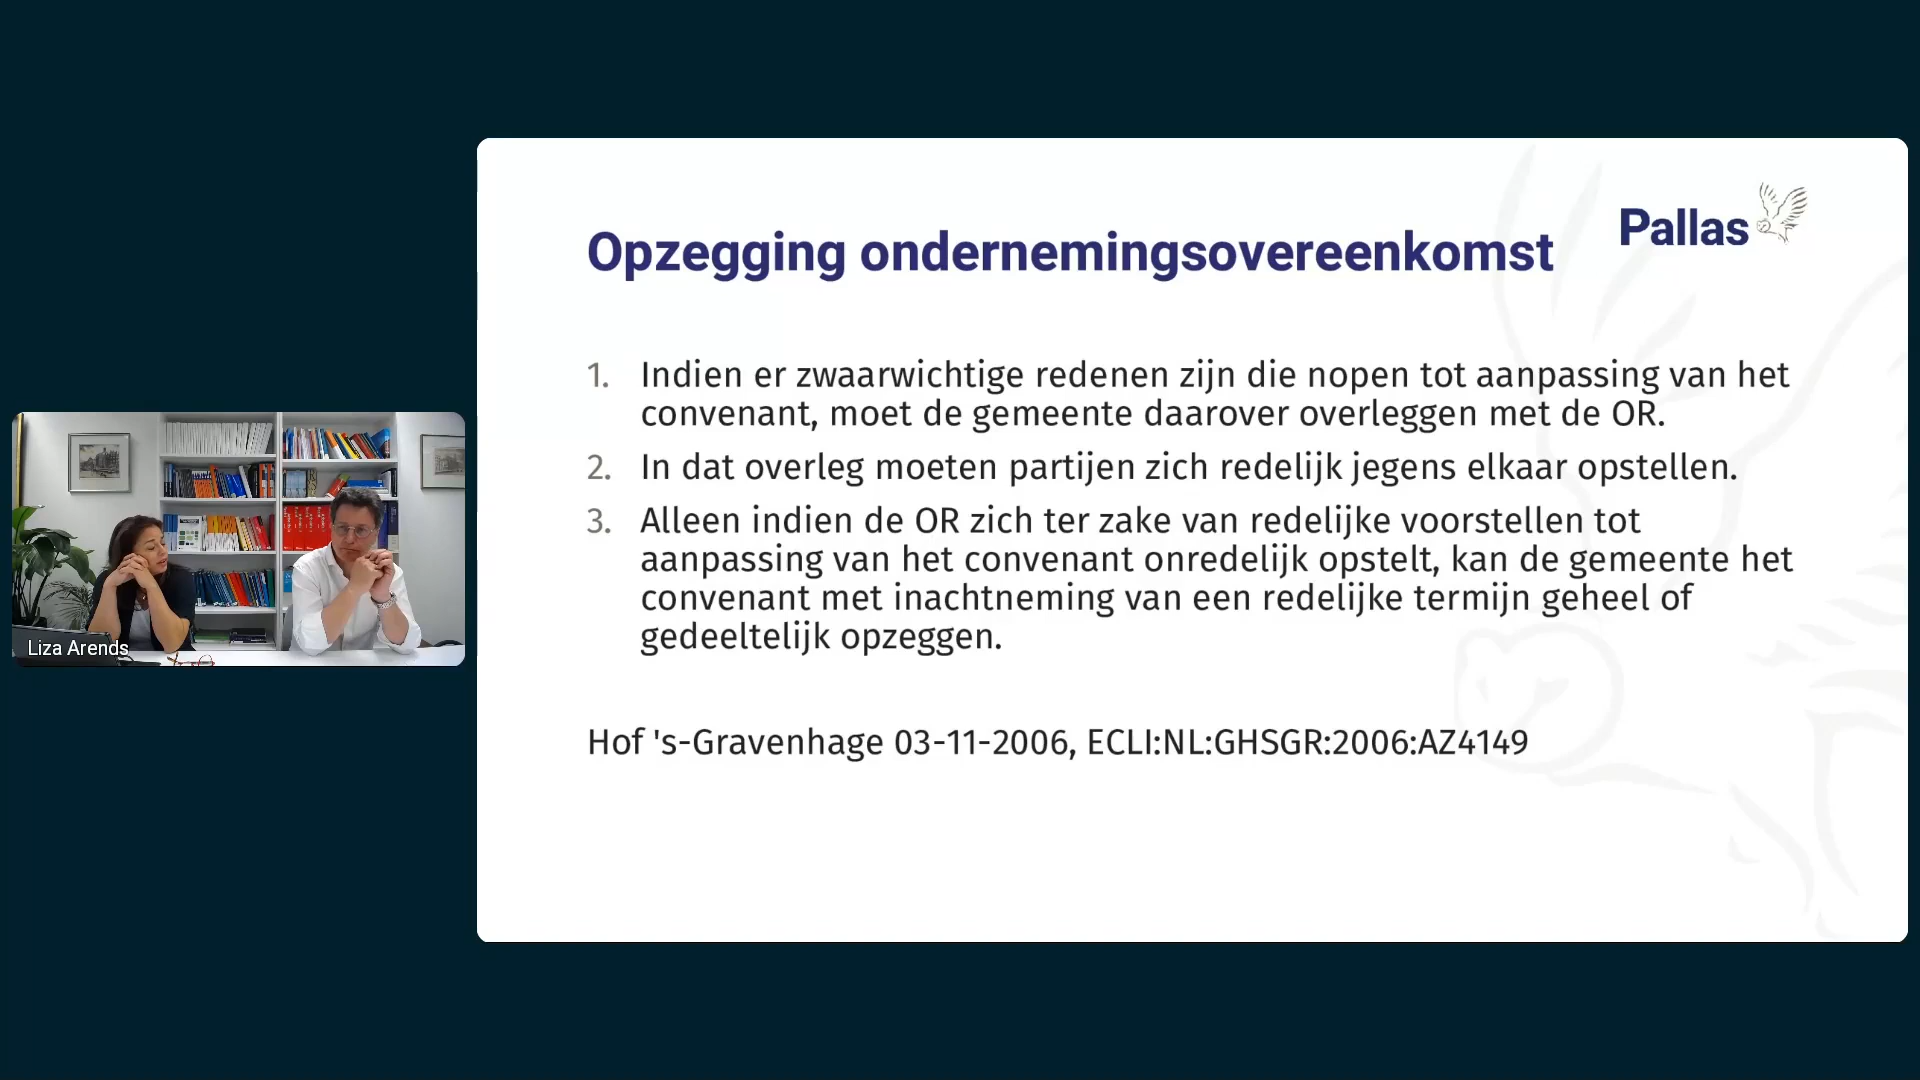 Pallas
Opzegging ondernemingsovereenkomst
1. Indien er zwaarwichtige redenen zijn die nopen tot aanpassing van het
convenant, moet de gemeente daarover overleggen met de OR.
2. In dat overleg moeten partijen zich redelijk jegens elkaar opstellen.
3. Alleen indien de OR zich ter zake van redelijke voorstellen tot
aanpassing van het convenant onredelijk opstelt, kan de gemeente het
convenant met inachtneming van een redelijke termijn geheel of
gedeeltelijk opzeggen.
Hof 's-Gravenhage 03-11-2006, ECLI:NL:GHSGR:2006:AZ4149
Liza Arends